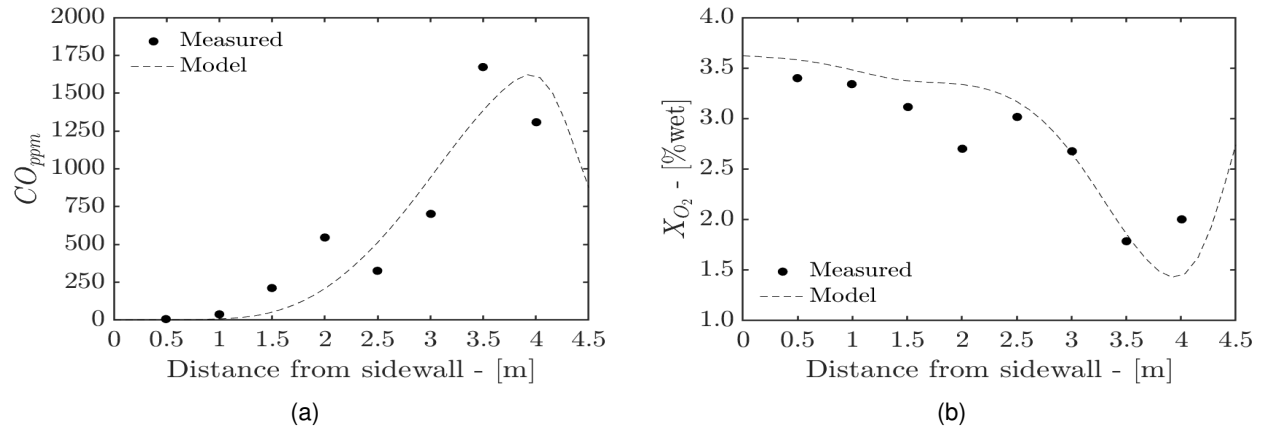 2000
1750
1500
1250
1000
750
500
250
0
CO_ppm
Measured
Model
0 0.5 1 1.5 2 2.5 3 3.5 4 4.5
Distance from sidewall - [m]
(a)
4.0
3.5
3.0
2.5
2.0
1.5
1.0
X_O₂ - [%wet]
Measured
Model
0 0.5 1 1.5 2 2.5 3 3.5 4 4.5
Distance from sidewall - [m]
(b)